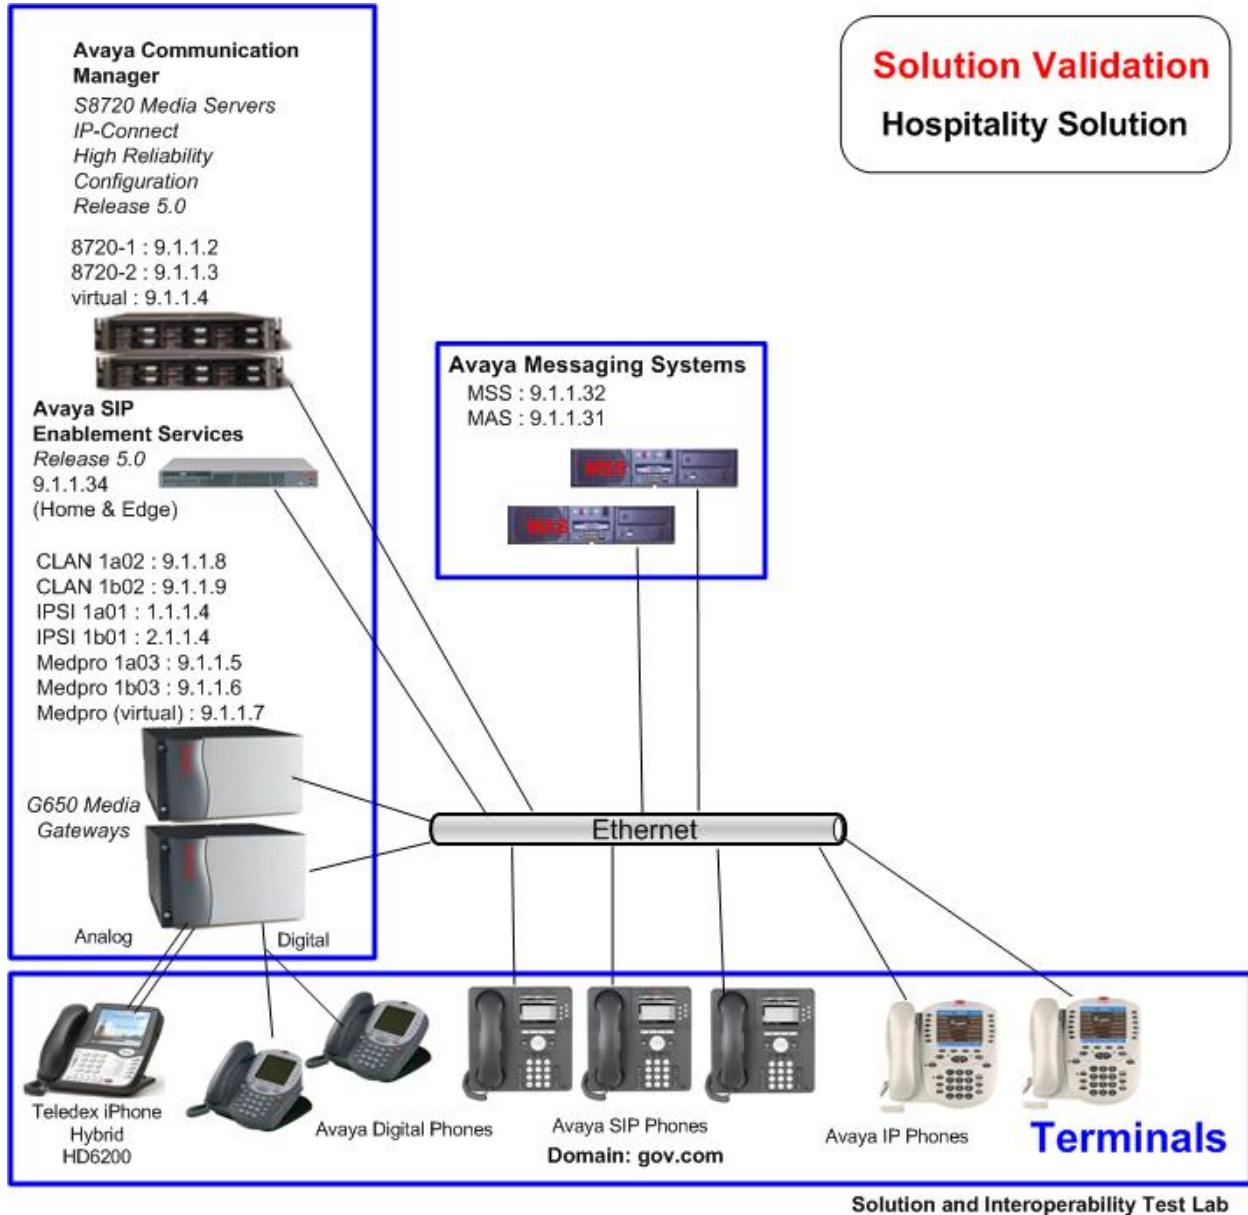 Avaya Communication
Manager
S8720 Media Servers
IP-Connect
High Reliability
Configuration
Release 5.0
8720-1 : 9.1.1.2
8720-2 : 9.1.1.3
virtual : 9.1.1.4
Solution Validation
Hospitality Solution
Avaya Messaging Systems
MSS : 9.1.1.32
MAS : 9.1.1.31
MSS
MAS
Avaya SIP
Enablement Services
Release 5.0
9.1.1.34
(Home & Edge)
CLAN 1a02 : 9.1.1.8
CLAN 1b02 : 9.1.1.9
IPSI 1a01 : 1.1.1.4
IPSI 1b01 : 2.1.1.4
Medpro 1a03 : 9.1.1.5
Medpro 1b03 : 9.1.1.6
Medpro (virtual) : 9.1.1.7
G650 Media
Gateways
Ethernet
Analog
Digital
Teledex iPhone
Hybrid
HD6200
Avaya Digital Phones
Avaya SIP Phones
Domain: gov.com
Avaya IP Phones
Terminals
Solution and Interoperability Test Lab